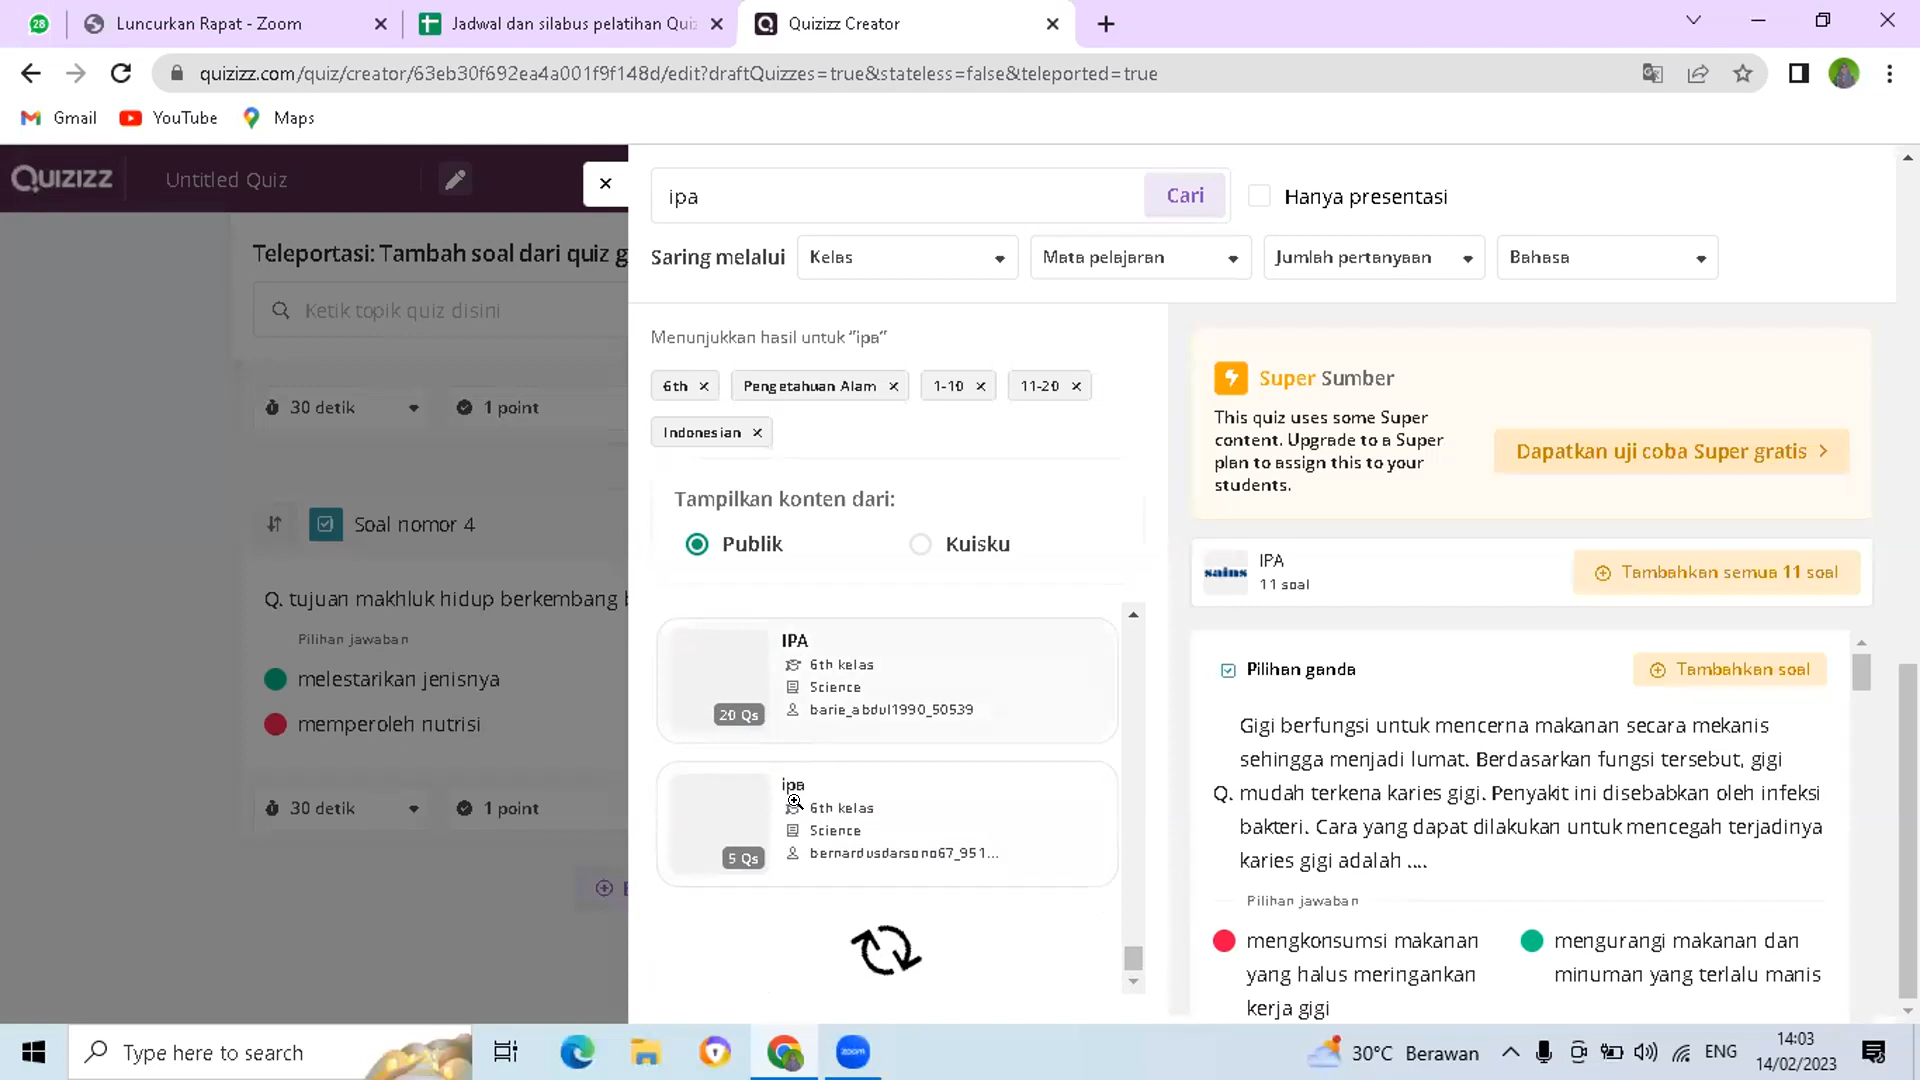 28
Luncurkan Rapat - Zoom
Jadwal dan silabus pelatihan Qui
Quizizz Creator
quizizz.com/quiz/creator/63eb30f692ea4a001f9f148d/edit?draftQuizzes=true&stateless=false&teleported=true
Gmail
YouTube
Maps
QUIZIZZ
Untitled Quiz
Teleportasi: Tambah soal dari quiz g
Ketik topik quiz disini
30 detik
1 point
Soal nomor 4
Q. tujuan makhluk hidup berkembang b
Pilihan jawaban
melestarikan jenisnya
memperoleh nutrisi
30 detik
1 point
ipa
Cari
Hanya presentasi
Saring melalui
Kelas
Mata pelajaran
Jumlah pertanyaan
Bahasa
Menunjukkan hasil untuk "ipa"
6th
Pengetahuan Alam
1-10
11-20
Indonesian
Tampilkan konten dari:
Publik
Kuisku
IPA
6th kelas
Science
barie_abdul1990_50539
20 Qs
ipa
6th kelas
Science
bernardusdarsono67_951...
5 Qs
Super Sumber
This quiz uses some Super
content. Upgrade to a Super
plan to assign this to your
students.
Dapatkan uji coba Super gratis
sains
IPA
11 soal
Tambahkan semua 11 soal
Pilihan ganda
Tambahkan soal
Gigi berfungsi untuk mencerna makanan secara mekanis
sehingga menjadi lumat. Berdasarkan fungsi tersebut, gigi
Q. mudah terkena karies gigi. Penyakit ini disebabkan oleh infeksi
bakteri. Cara yang dapat dilakukan untuk mencegah terjadinya
karies gigi adalah ....
Pilihan jawaban
mengkonsumsi makanan
yang halus meringankan
kerja gigi
mengurangi makanan dan
minuman yang terlalu manis
Type here to search
zoom
30°C Berawan
ENG
14:03
14/02/2023